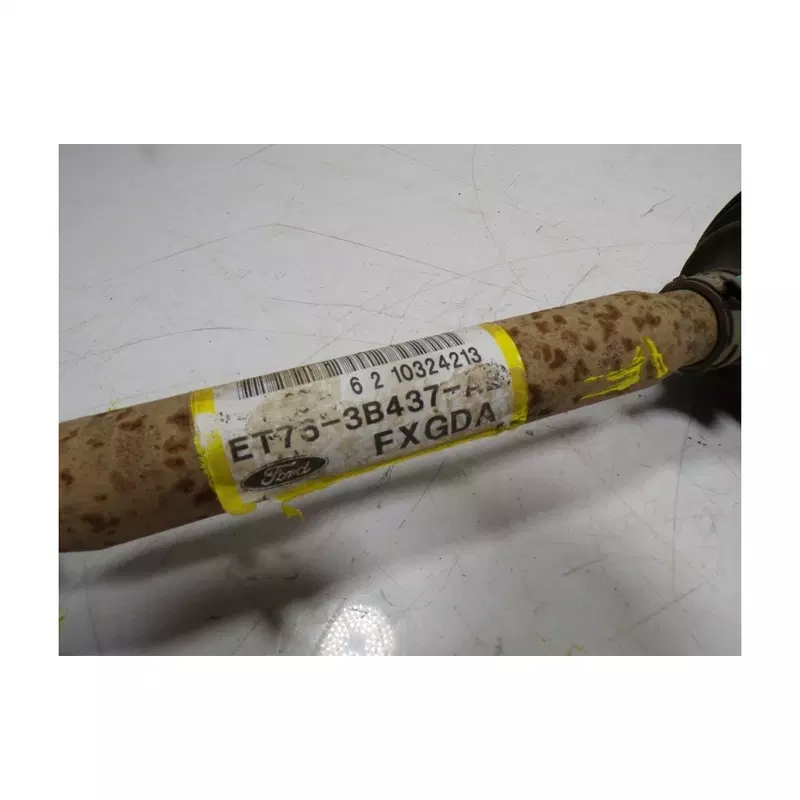 6 2 10324213
ET76-3B437-A
FXGDA
Ford